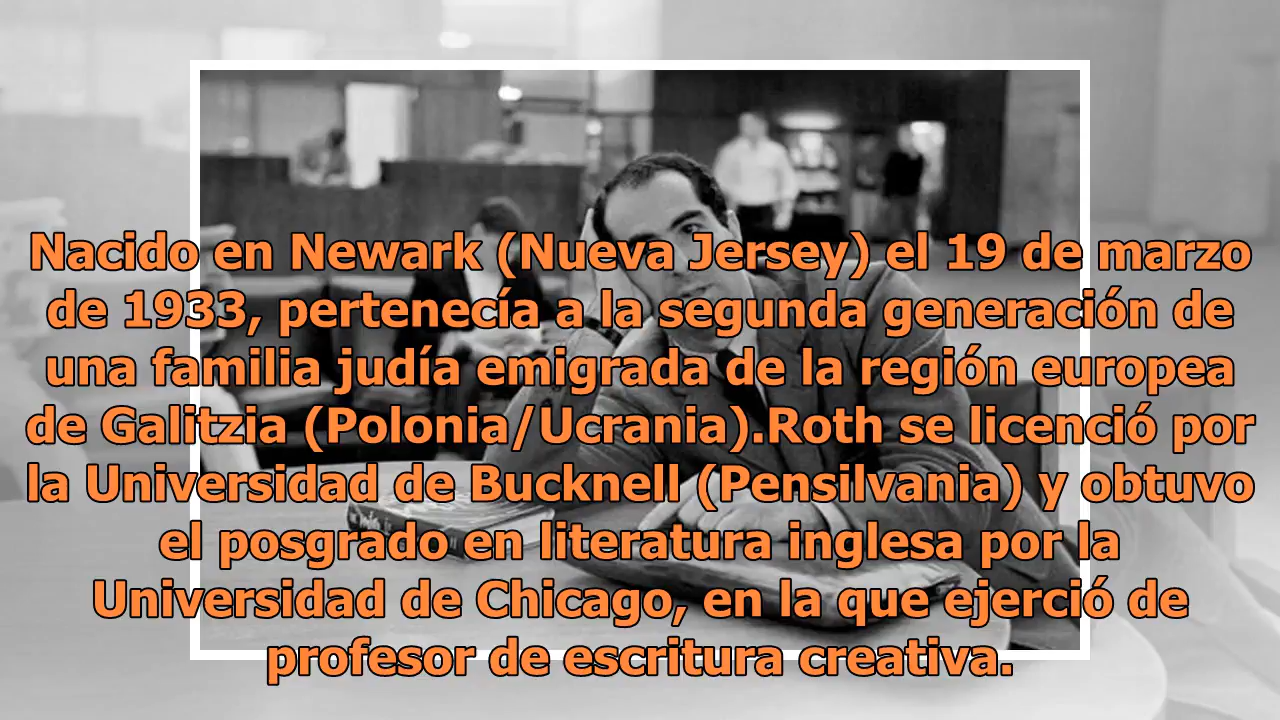 Nacido en Newark (Nueva Jersey) el 19 de marzo
de 1933, pertenecía a la segunda generación de
una familia judía emigrada de la región europea
de Galitzia (Polonia/Ucrania).Roth se licenció por
la Universidad de Bucknell (Pensilvania) y obtuvo
el posgrado en literatura inglesa por la
Universidad de Chicago, en la que ejerció de
profesor de escritura creativa.